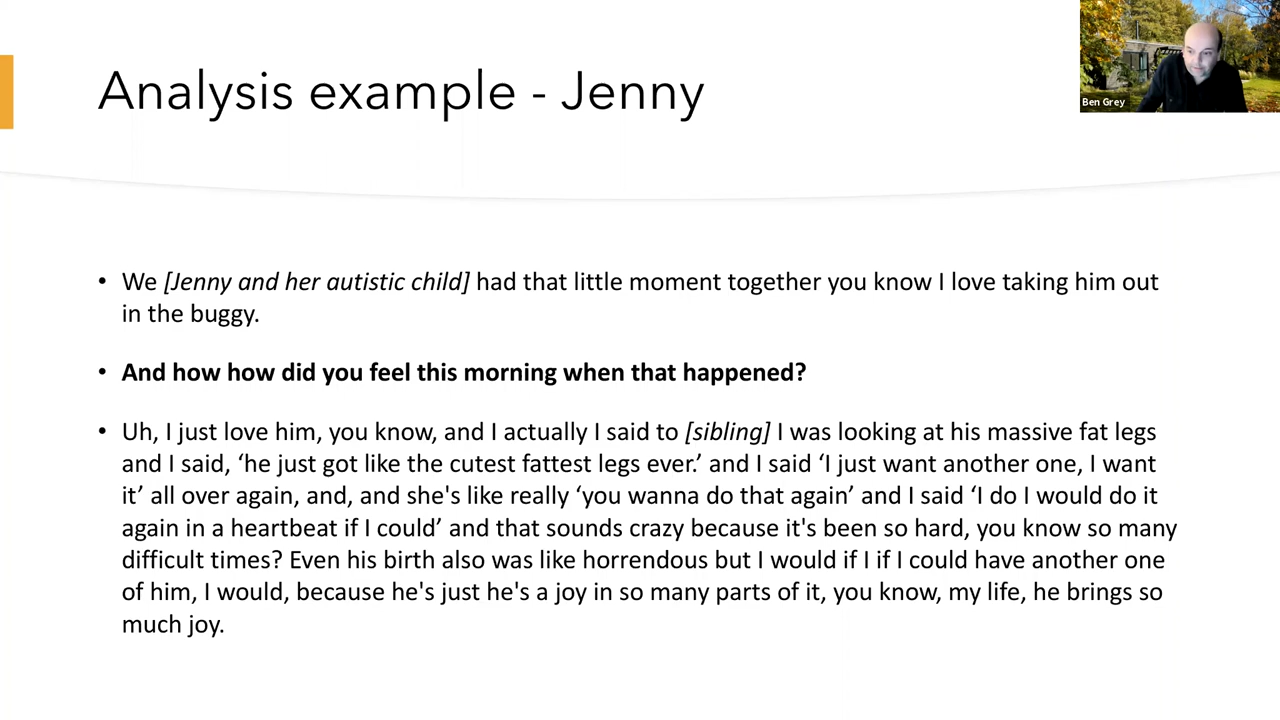 Analysis example - Jenny
Ben Grey
• We [Jenny and her autistic child] had that little moment together you know I love taking him out
in the buggy.
• And how how did you feel this morning when that happened?
• Uh, I just love him, you know, and I actually I said to [sibling] I was looking at his massive fat legs
and I said, ‘he just got like the cutest fattest legs ever.’ and I said ‘I just want another one, I want
it’ all over again, and, and she's like really ‘you wanna do that again’ and I said ‘I do I would do it
again in a heartbeat if I could’ and that sounds crazy because it's been so hard, you know so many
difficult times? Even his birth also was like horrendous but I would if I if I could have another one
of him, I would, because he's just he's a joy in so many parts of it, you know, my life, he brings so
much joy.